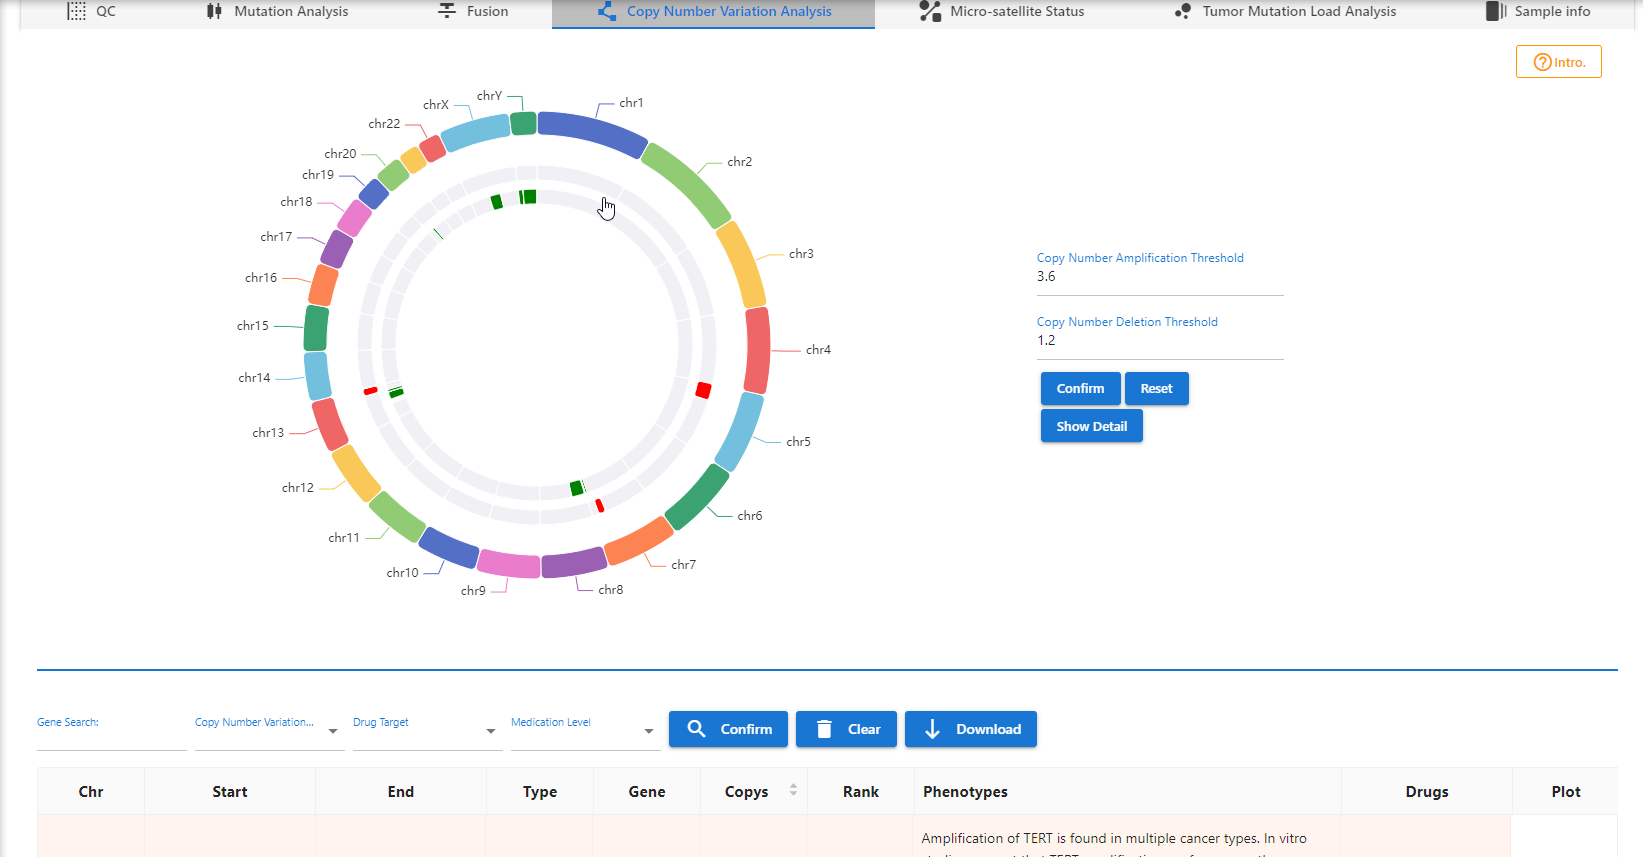 QC
Mutation Analysis
Fusion
Copy Number Variation Analysis
Micro-satellite Status
Tumor Mutation Load Analysis
Sample info
Intro.
chrY
chrX
chr1
chr22
chr20
chr2
chr19
chr18
chr17
chr3
chr16
chr15
chr4
chr14
chr13
chr5
chr12
chr6
chr11
chr7
chr10
chr9
chr8
Copy Number Amplification Threshold
3.6
Copy Number Deletion Threshold
1.2
Confirm
Reset
Show Detail
Gene Search:
Copy Number Variation...
Drug Target
Medication Level
Confirm
Clear
Download
Chr
Start
End
Type
Gene
Copys
Rank
Phenotypes
Drugs
Plot
Amplification of TERT is found in multiple cancer types. In vitro